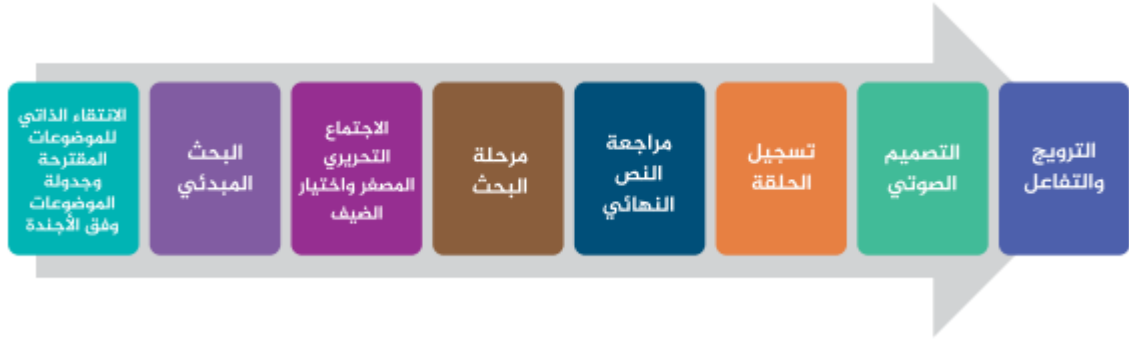 الانتقاء الذاتي
للموضوعات
المقترحة
وجدولة
الموضوعات
وفق الأجندة
البحث
المبدئي
الاجتماع
التحريري
المصغر واختيار
الضيف
مرحلة
البحث
مراجعة
النص
النهائي
تسجيل
الحلقة
التصميم
الصوتي
الترويج
والتفاعل